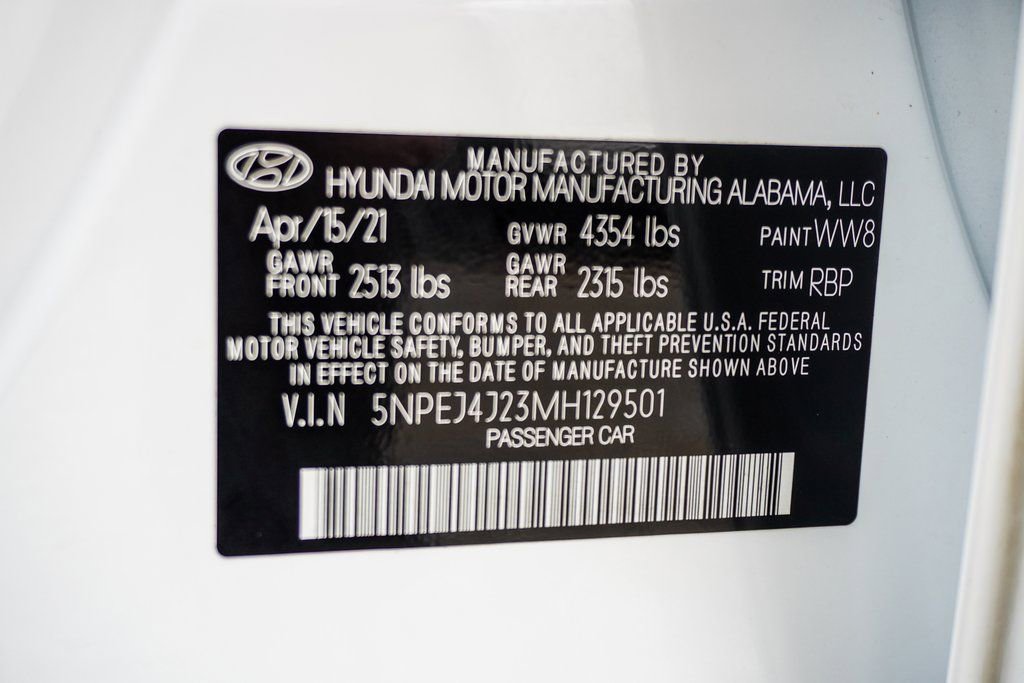 MANUFACTURED BY
HYUNDAI MOTOR MANUFACTURING ALABAMA, LLC
Apr/15/21 GVWR 4354 lbs PAINT WW8
GAWR FRONT 2513 lbs GAWR REAR 2315 lbs TRIM RBP
THIS VEHICLE CONFORMS TO ALL APPLICABLE U.S.A. FEDERAL
MOTOR VEHICLE SAFETY, BUMPER, AND THEFT PREVENTION STANDARDS
IN EFFECT ON THE DATE OF MANUFACTURE SHOWN ABOVE
V.I.N 5NPEJ4J23MH129501
PASSENGER CAR